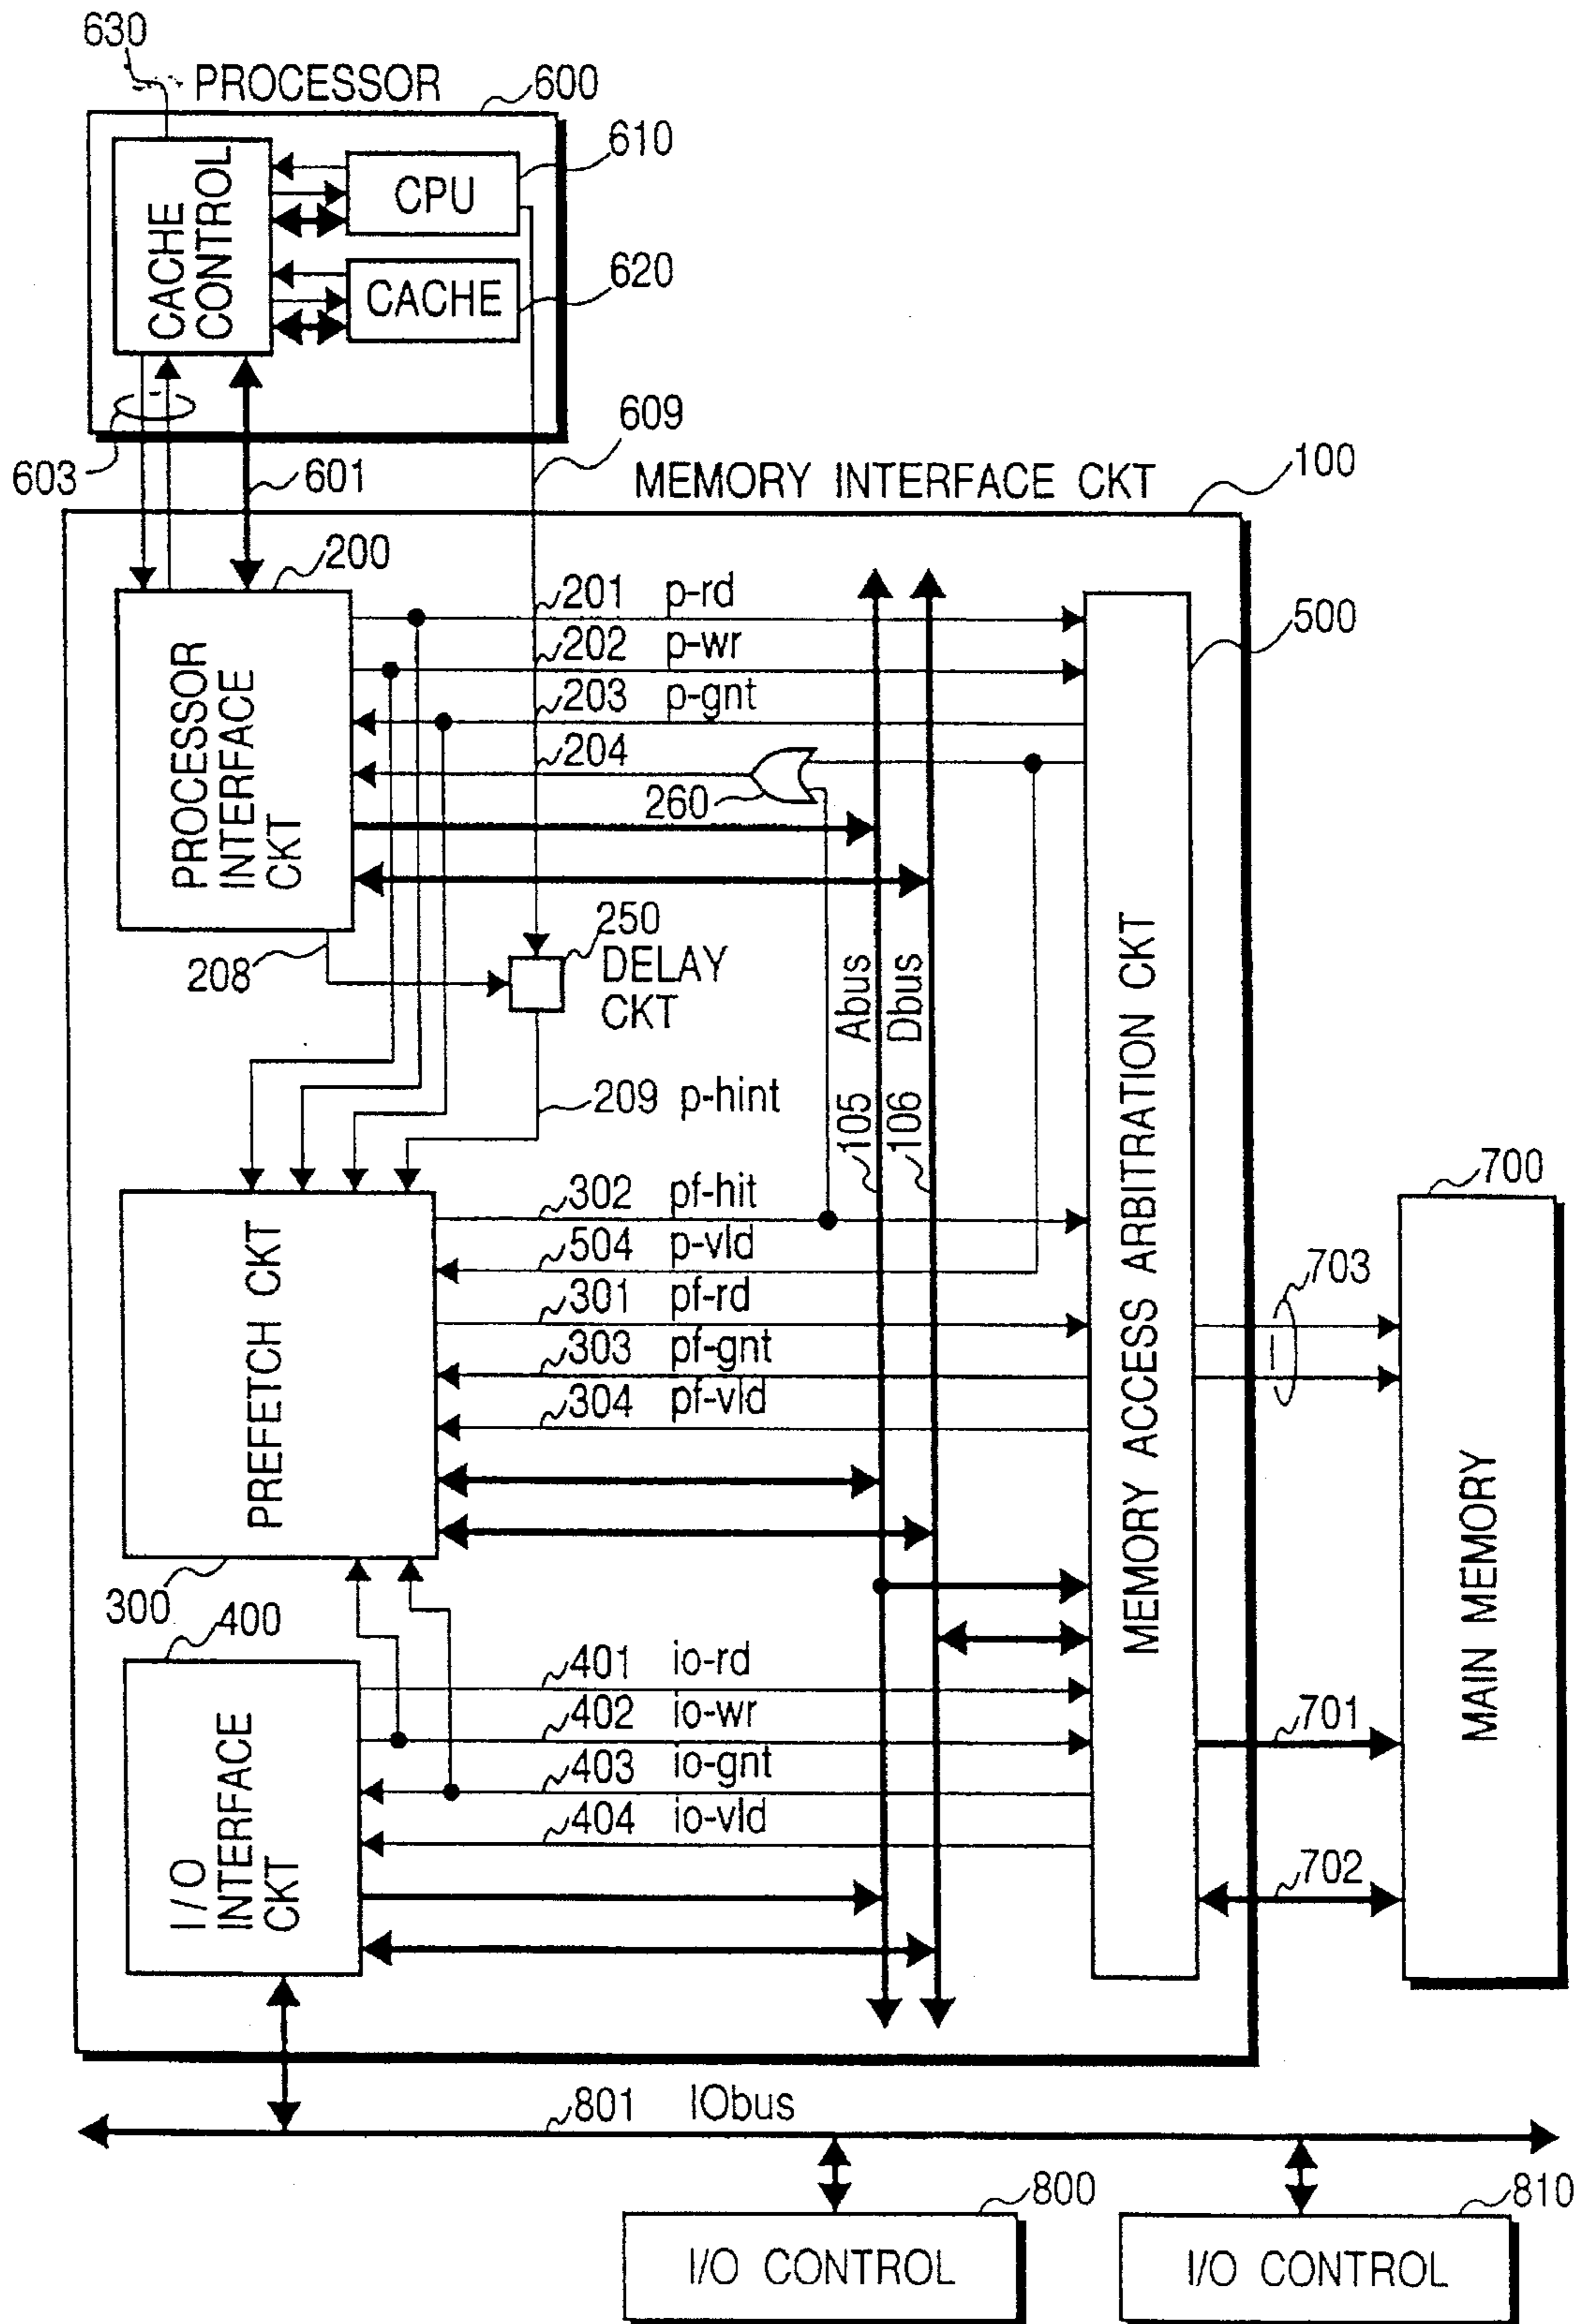 630
PROCESSOR
600
610
CPU
CACHE
CONTROL
620
CACHE
603
601
609
MEMORY INTERFACE CKT
100
200
201 p-rd
500
202 p-wr
203 p-gnt
204
PROCESSOR
INTERFACE
CKT
260
250
DELAY
CKT
208
Abus
Dbus
209 p-hint
105
106
MEMORY ACCESS ARBITRATION CKT
302 pf-hit
504 p-vld
301 pf-rd
303 pf-gnt
304 pf-vld
PREFETCH CKT
700
703
MAIN MEMORY
300
400
401 io-rd
402 io-wr
403 io-gnt
404 io-vld
I/O
INTERFACE
CKT
701
702
801 IObus
800
810
I/O CONTROL
I/O CONTROL